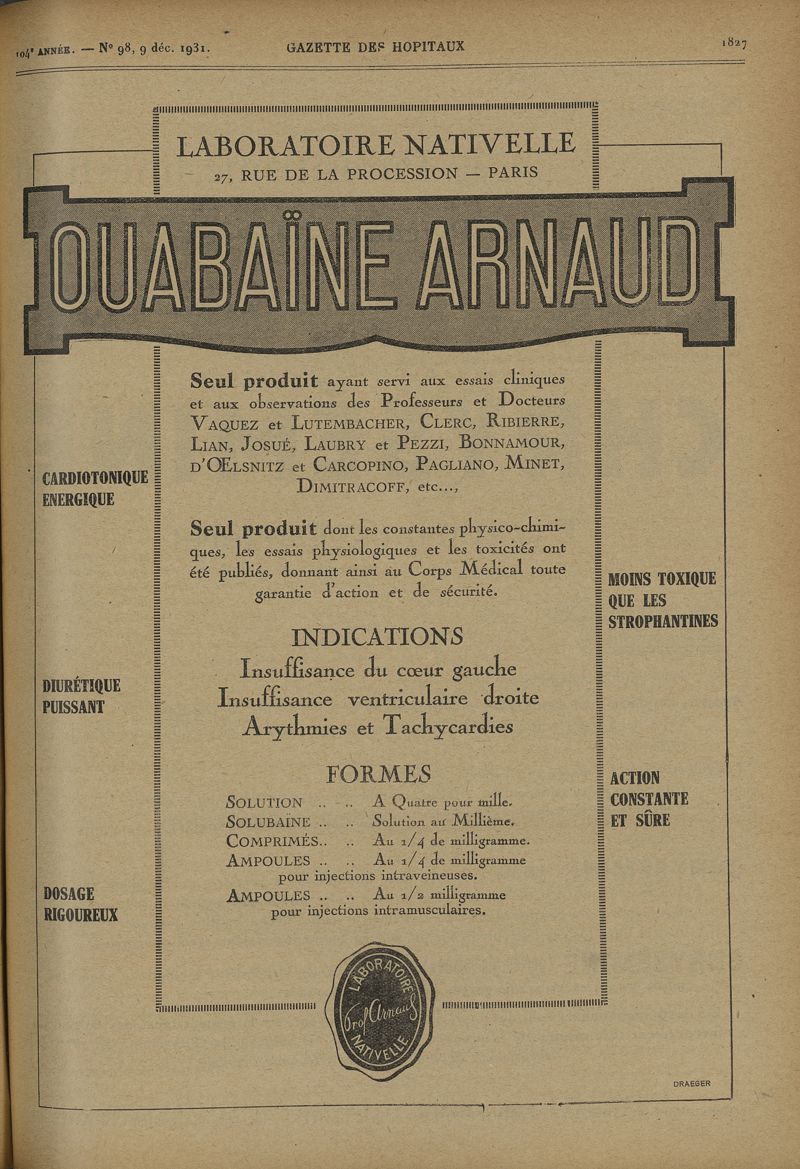 104e ANNÉE. — No 98, 9 déc. 1931.
GAZETTE DES HOPITAUX
1827
LABORATOIRE NATIVELLE
27, RUE DE LA PROCESSION — PARIS
OUABAÏNE ARNAUD
Seul produit ayant servi aux essais cliniques
et aux observations des Professeurs et Docteurs
VAQUEZ et LUTEMBACHER, CLERC, RIBIERRE,
LIAN, JOSUÉ, LAUBRY et PEZZI, BONNAMOUR,
D'ŒLSNITZ et CARCOPINO, PAGLIANO, MINET,
DIMITRACOFF, etc...,
Seul produit dont les constantes physico-chimi-
ques, les essais physiologiques et les toxicités ont
été publiés, donnant ainsi au Corps Médical toute
garantie d'action et de sécurité.
INDICATIONS
Insuffisance du cœur gauche
Insuffisance ventriculaire droite
Arythmies et Tachycardies
FORMES
SOLUTION .. .. A Quatre pour mille.
SOLUBAÏNE .. .. Solution au Millième.
COMPRIMÉS.. .. Au 1/4 de milligramme.
AMPOULES .. .. Au 1/4 de milligramme
pour injections intraveineuses.
AMPOULES .. .. Au 1/2 milligramme
pour injections intramusculaires.
CARDIOTONIQUE
ENERGIQUE
DIURÉTIQUE
PUISSANT
DOSAGE
RIGOUREUX
MOINS TOXIQUE
QUE LES
STROPHANTINES
ACTION
CONSTANTE
ET SÛRE
LABORATOIRE
Prof Arnaud
NATIVELLE
DRAEGER